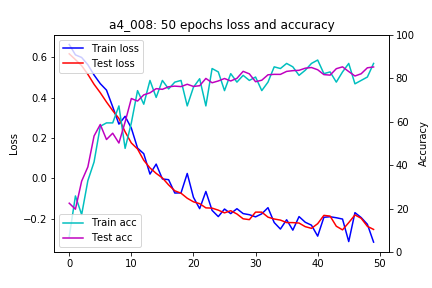 a4_008: 50 epochs loss and accuracy
Train loss
Test loss
Train acc
Test acc
Loss
0.6
0.4
0.2
0.0
−0.2
Accuracy
100
80
60
40
20
0
0 10 20 30 40 50